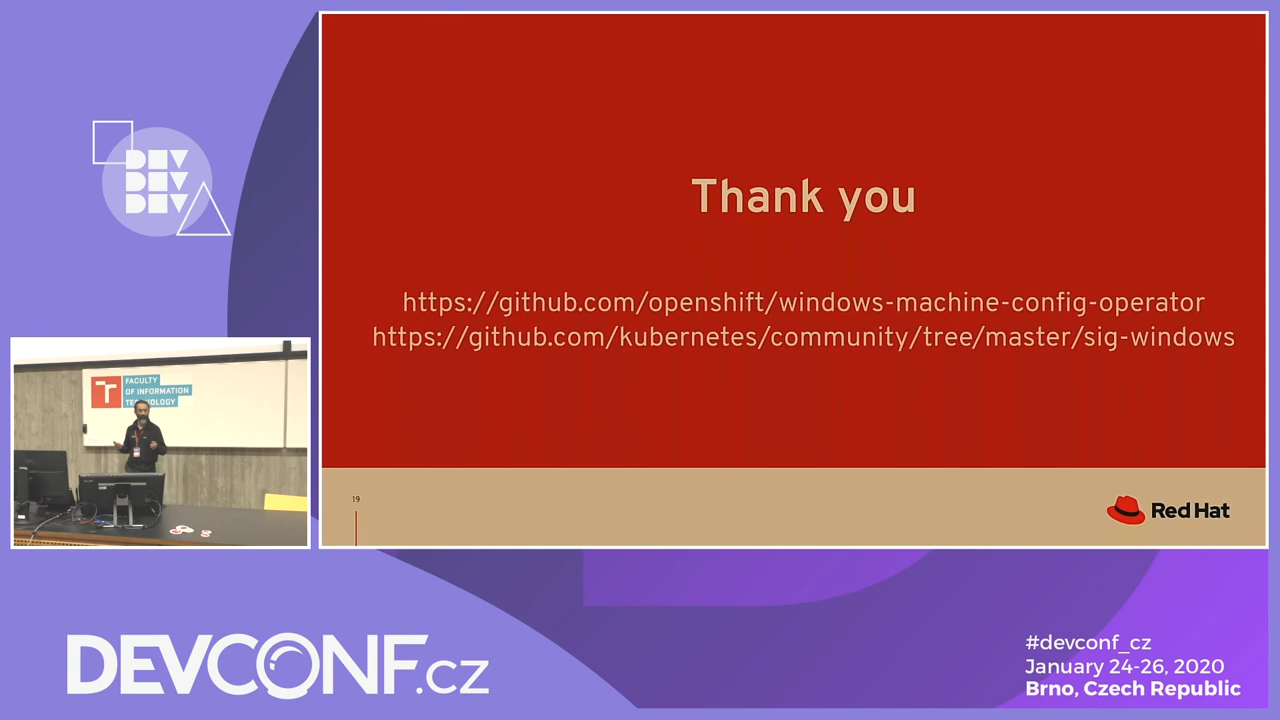 DEV
DEV
DEV
Thank you
https://github.com/openshift/windows-machine-config-operator
https://github.com/kubernetes/community/tree/master/sig-windows
19
Red Hat
FACULTY
OF INFORMATION
TECHNOLOGY
DEVCONF.cz
#devconf_cz
January 24-26, 2020
Brno, Czech Republic